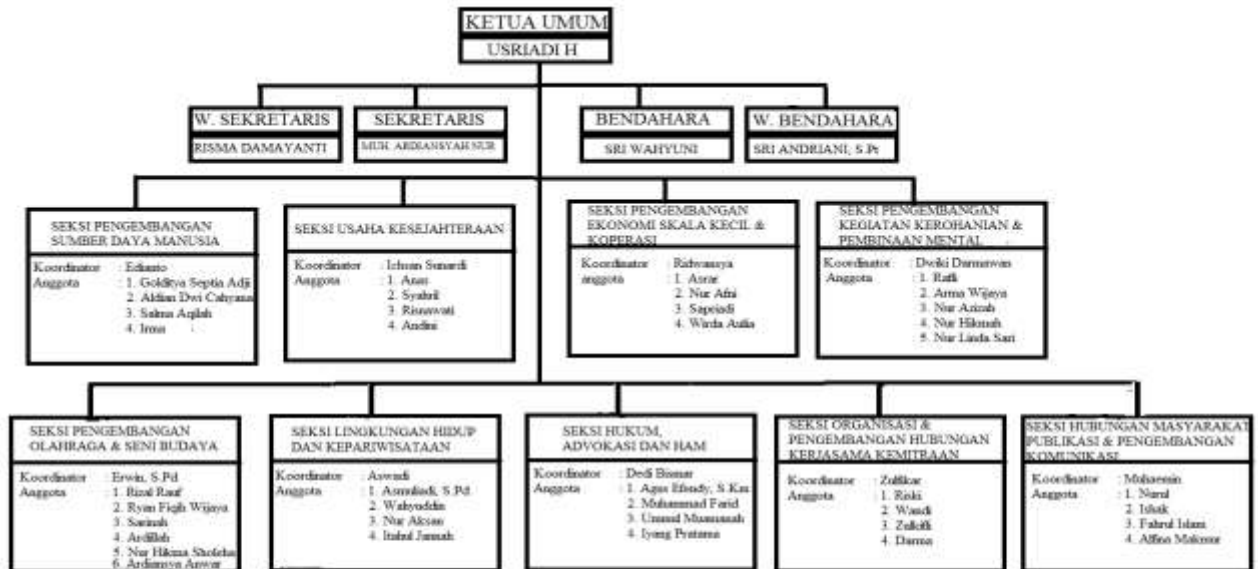 KETUA UMUM
USRIADI H
W. SEKRETARIS
RISMA DAMAYANTI
SEKRETARIS
MUH. ARDIANSYAH NUR
BENDAHARA
SRI WAHYUNI
W. BENDAHARA
SRI ANDRIANI, S.Pt
SEKSI PENGEMBANGAN
SUMBER DAYA MANUSIA
Koordinator : Edianto
Anggota : 1. Golditya Septia Adji
2. Aldian Dwi Cahyana
3. Salma Aqilah
4. Irma
SEKSI USAHA KESEJAHTERAAN
Koordinator : Ichsan Sunardi
Anggota : 1. Anas
2. Syahril
3. Risnawati
4. Andini
SEKSI PENGEMBANGAN
EKONOMI SKALA KECIL &
KOPERASI
Koordinator : Ridwansya
anggota : 1. Asrar
2. Nur Afni
3. Sapriadi
4. Wirda Aulia
SEKSI PENGEMBANGAN
KEGIATAN KEROHANIAN &
PEMBINAAN MENTAL
Koordinator : Dwiki Darmawan
Anggota : 1. Rafli
2. Arma Wijaya
3. Nur Azizah
4. Nur Hikmah
5. Nur Linda Sari
SEKSI PENGEMBANGAN
OLAHRAGA & SENI BUDAYA
Koordinator : Erwin, S.Pd
Anggota : 1. Rizal Rauf
2. Ryan Fiqih Wijaya
3. Sarinah
4. Ardillah
5. Nur Hikma
6. Ardiansya Anwar
SEKSI LINGKUNGAN HIDUP
DAN KEPARIWISATAAN
Koordinator : Aswadi
Anggota : 1. Asmuliadi, S.Pd.
2. Wahyuddin
3. Nur Aksan
4. Jannah
SEKSI HUKUM,
ADVOKASI DAN HAM
Koordinator : Dedi Bismar
Anggota : 1. Agus Efendy, S.Km
2. Muhammad Farid
3. Ummul
4. Iyang Pratama
SEKSI ORGANISASI &
PENGEMBANGAN HUBUNGAN
KERJASAMA KEMITRAAN
Koordinator : Zulfikar
Anggota : 1. Riski
2. Wandi
3. Zulkifli
4. Darma
SEKSI HUBUNGAN MASYARAKAT
PUBLIKASI & PENGEMBANGAN
KOMUNIKASI
Koordinator : Muhaemin
Anggota : 1. Nurul
2. Ishak
3. Fahrul Islam
4. Alfina Makmur